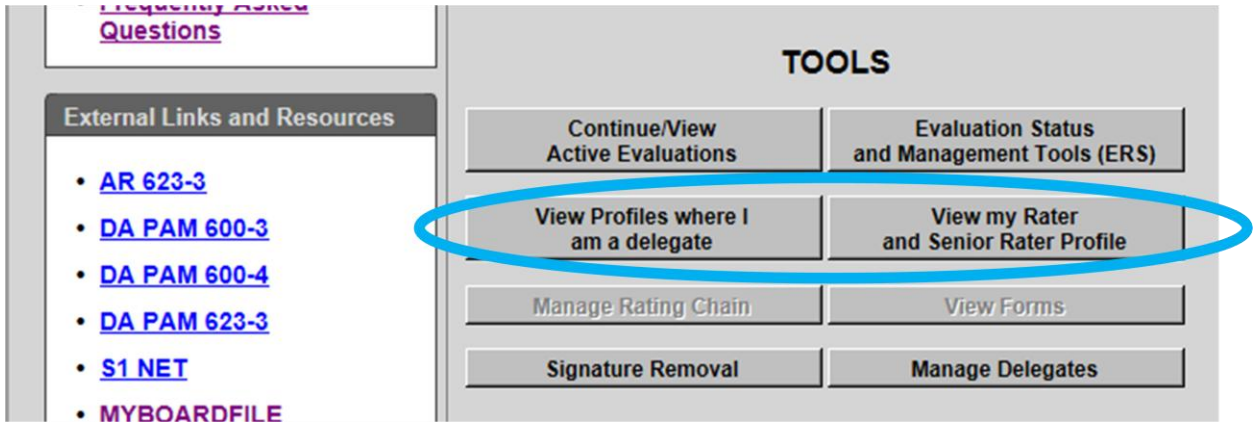 Frequently Asked
Questions
External Links and Resources
• AR 623-3
• DA PAM 600-3
• DA PAM 600-4
• DA PAM 623-3
• S1 NET
• MYBOARDFILE
TOOLS
Continue/View
Active Evaluations
Evaluation Status
and Management Tools (ERS)
View Profiles where I
am a delegate
View my Rater
and Senior Rater Profile
Manage Rating Chain
View Forms
Signature Removal
Manage Delegates